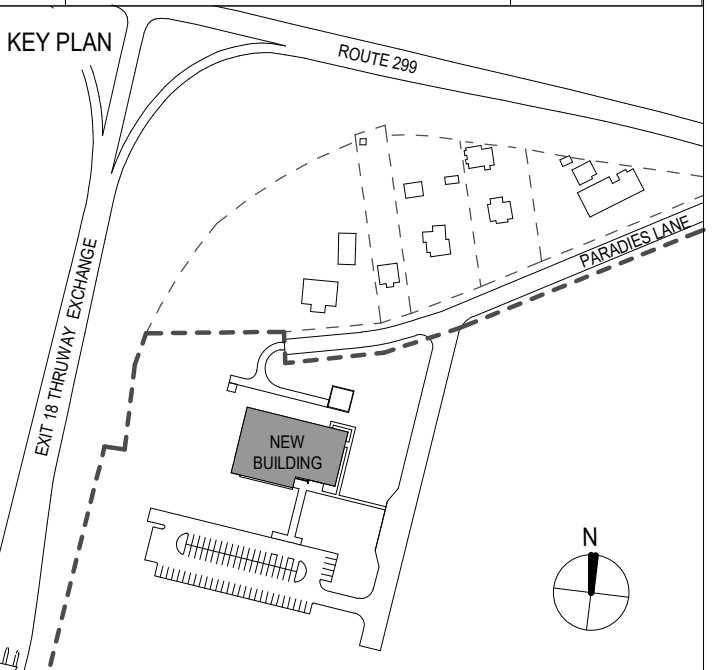 KEY PLAN
ROUTE 299
EXIT 18 THRUWAY EXCHANGE
PARADIES LANE
NEW
BUILDING
N